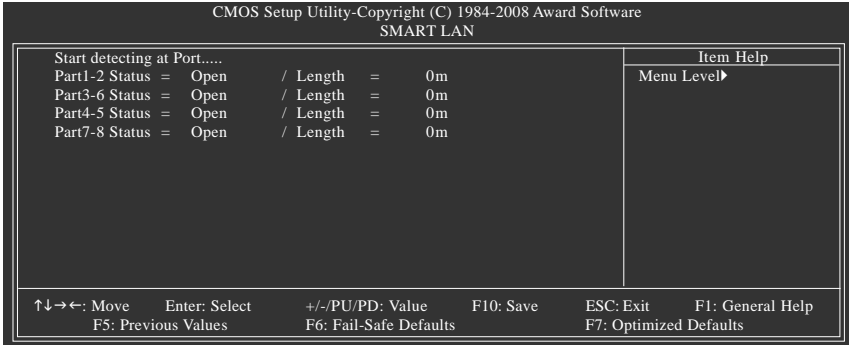 CMOS Setup Utility-Copyright (C) 1984-2008 Award Software
SMART LAN
Start detecting at Port.....
Part1-2 Status = Open / Length = 0m
Part3-6 Status = Open / Length = 0m
Part4-5 Status = Open / Length = 0m
Part7-8 Status = Open / Length = 0m
Item Help
Menu Level▶
↑↓→←: Move Enter: Select +/-/PU/PD: Value F10: Save ESC: Exit F1: General Help
F5: Previous Values F6: Fail-Safe Defaults F7: Optimized Defaults